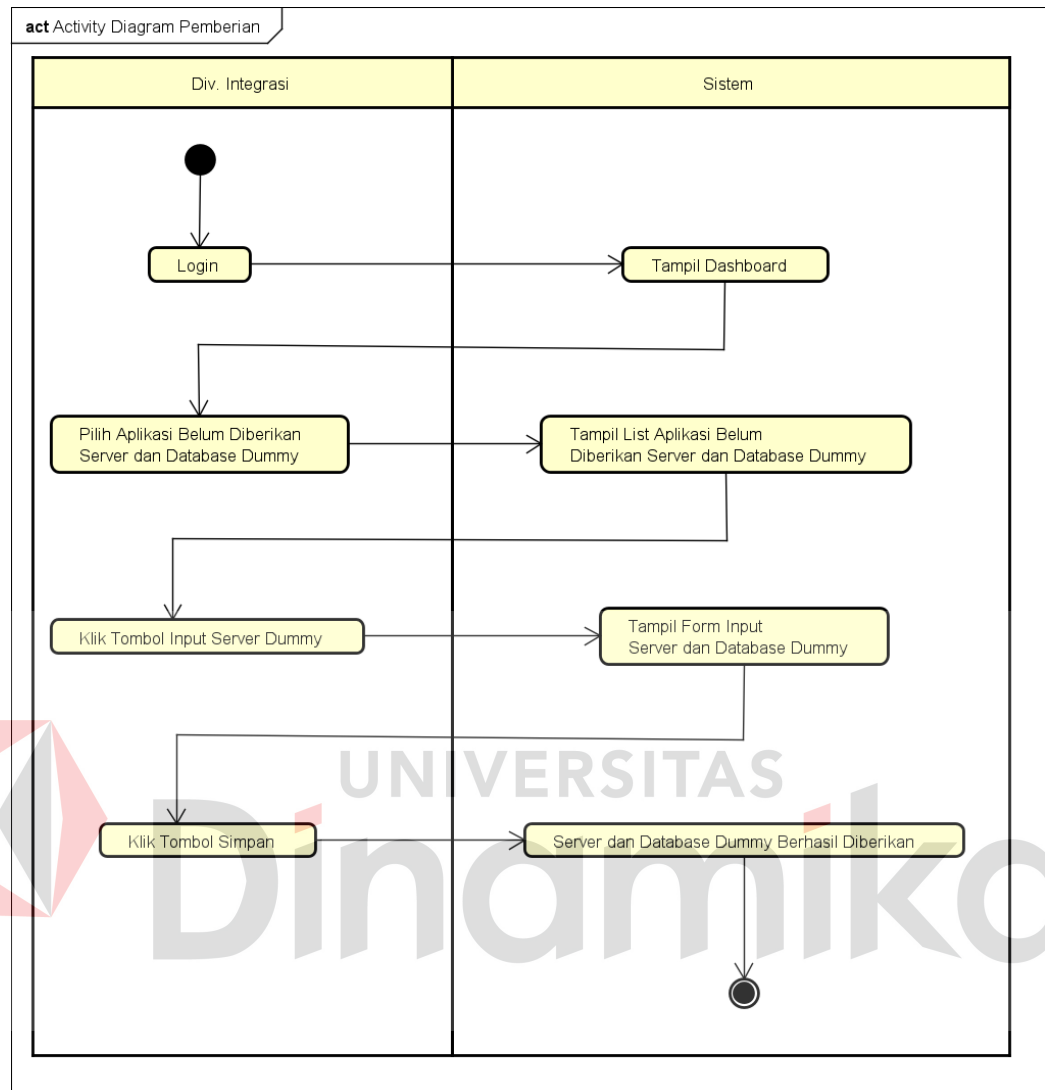 act Activity Diagram Pemberian
Div. Integrasi
Sistem
Login
Tampil Dashboard
Pilih Aplikasi Belum Diberikan
Server dan Database Dummy
Tampil List Aplikasi Belum
Diberikan Server dan Database Dummy
Klik Tombol Input Server Dummy
Tampil Form Input
Server dan Database Dummy
UNIVERSITAS
Dinamika
Klik Tombol Simpan
Server dan Database Dummy Berhasil Diberikan